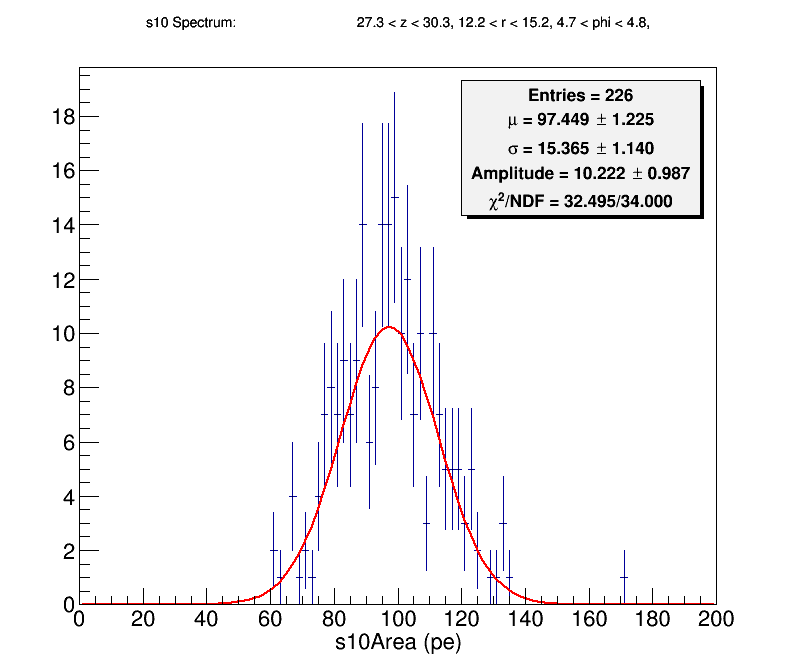 s10 Spectrum: 27.3 < z < 30.3, 12.2 < r < 15.2, 4.7 < phi < 4.8,
Entries = 226
μ = 97.449 ± 1.225
σ = 15.365 ± 1.140
Amplitude = 10.222 ± 0.987
χ²/NDF = 32.495/34.000
18
16
14
12
10
8
6
4
2
0
0 20 40 60 80 100 120 140 160 180 200
s10Area (pe)